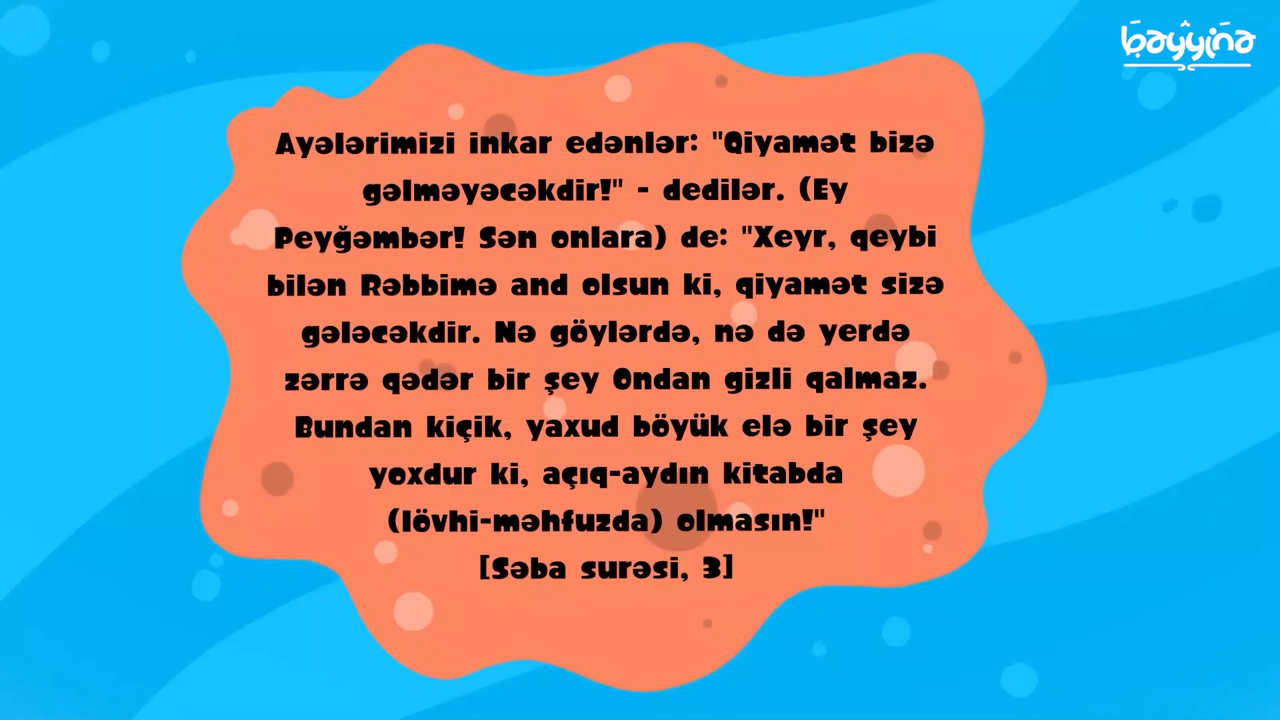 bəyyinə
Ayələrimizi inkar edənlər: "Qiyamət bizə
gəlməyəcəkdir!" - dedilər. (Ey
Peyğəmbər! Sən onlara) de: "Xeyr, qeybi
bilən Rəbbimə and olsun ki, qiyamət sizə
gələcəkdir. Nə göylərdə, nə də yerdə
zərrə qədər bir şey Ondan gizli qalmaz.
Bundan kiçik, yaxud böyük elə bir şey
yoxdur ki, açıq-aydın kitabda
(lövhi-məhfuzda) olmasın!"
[Səba surəsi, 3]